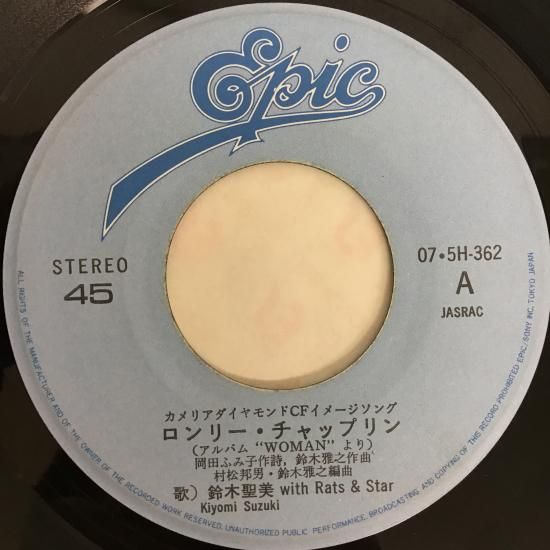 Epic
STEREO
45
07・5H-362
A
JASRAC
カメリアダイヤモンドCFイメージソング
ロンリー・チャップリン
(アルバム “WOMAN” より)
岡田ふみ子作詩, 鈴木雅之作曲
村松邦男・鈴木雅之編曲
歌) 鈴木聖美 with Rats & Star
Kiyomi Suzuki
ALL RIGHTS OF THE MANUFACTURER AND OF THE OWNER OF THE RECORDED WORK RESERVED. UNAUTHORIZED PUBLIC PERFORMANCE, BROADCASTING AND COPYING OF THIS RECORD PROHIBITED EPIC/SONY INC. TOKYO JAPAN